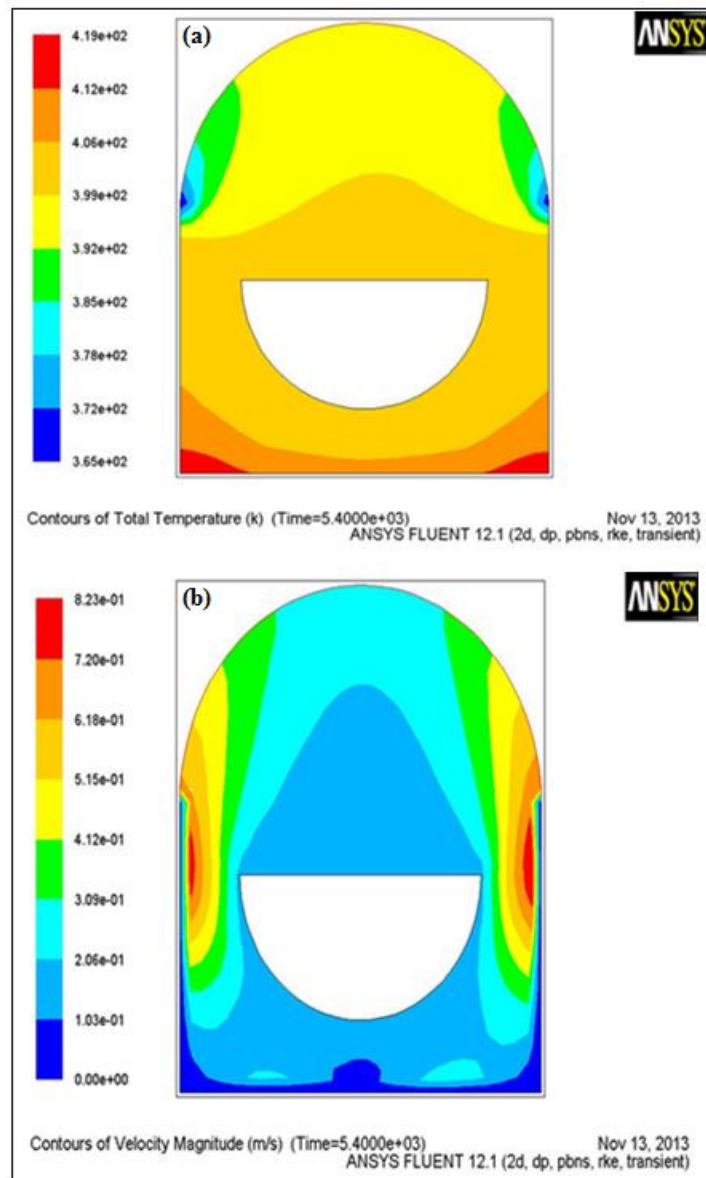 (a)
ANSYS
4.19e+02
4.12e+02
4.06e+02
3.99e+02
3.92e+02
3.85e+02
3.78e+02
3.72e+02
3.65e+02
Contours of Total Temperature (k) (Time=5.4000e+03)
Nov 13, 2013
ANSYS FLUENT 12.1 (2d, dp, pbns, rke, transient)
(b)
ANSYS
8.23e-01
7.20e-01
6.18e-01
5.15e-01
4.12e-01
3.09e-01
2.06e-01
1.03e-01
0.00e+00
Contours of Velocity Magnitude (m/s) (Time=5.4000e+03)
Nov 13, 2013
ANSYS FLUENT 12.1 (2d, dp, pbns, rke, transient)